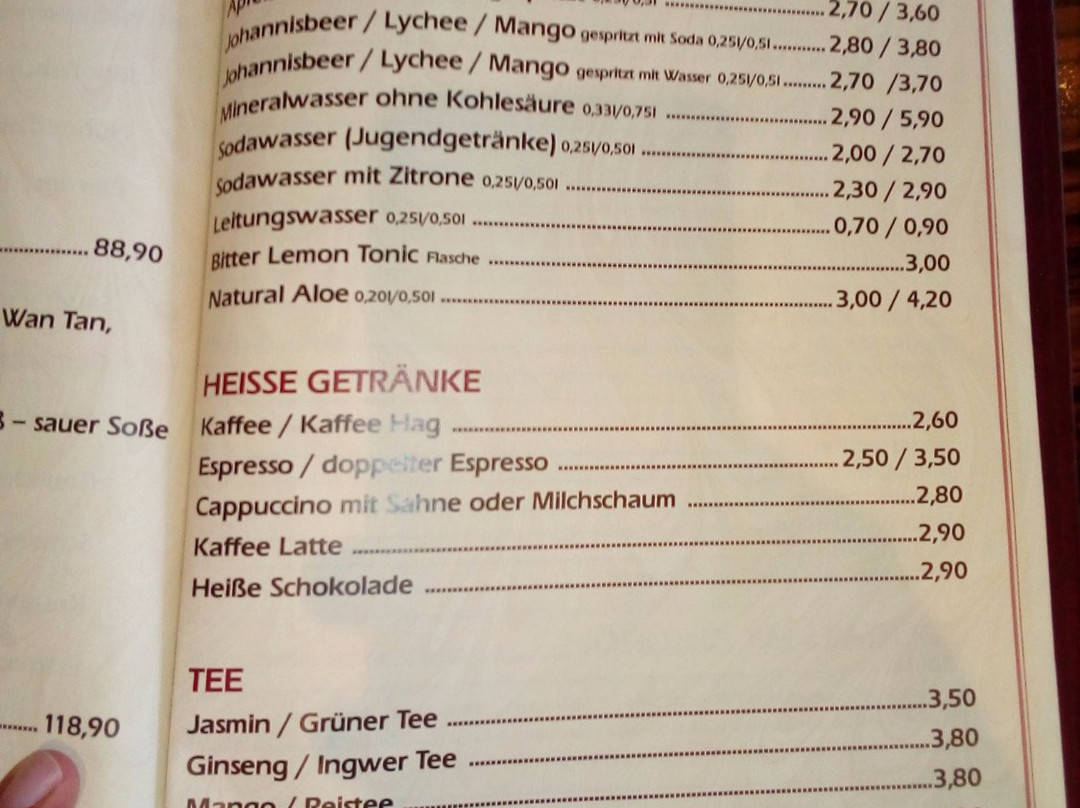 88,90
Wan Tan,
– sauer Soße
118,90
2,70 / 3,60
Johannisbeer / Lychee / Mango gespritzt mit Soda 0,25l/0,5l 2,80 / 3,80
Johannisbeer / Lychee / Mango gespritzt mit Wasser 0,25l/0,5l 2,70 /3,70
Mineralwasser ohne Kohlesäure 0,33l/0,75l 2,90 / 5,90
Sodawasser (Jugendgetränke) 0,25l/0,50l 2,00 / 2,70
Sodawasser mit Zitrone 0,25l/0,50l 2,30 / 2,90
Leitungswasser 0,25l/0,50l 0,70 / 0,90
Bitter Lemon Tonic Flasche 3,00
Natural Aloe 0,20l/0,50l 3,00 / 4,20
HEISSE GETRÄNKE
Kaffee / Kaffee Hag 2,60
Espresso / doppelter Espresso 2,50 / 3,50
Cappuccino mit Sahne oder Milchschaum 2,80
Kaffee Latte 2,90
Heiße Schokolade 2,90
TEE
Jasmin / Grüner Tee 3,50
Ginseng / Ingwer Tee 3,80
Mango / Reistee 3,80